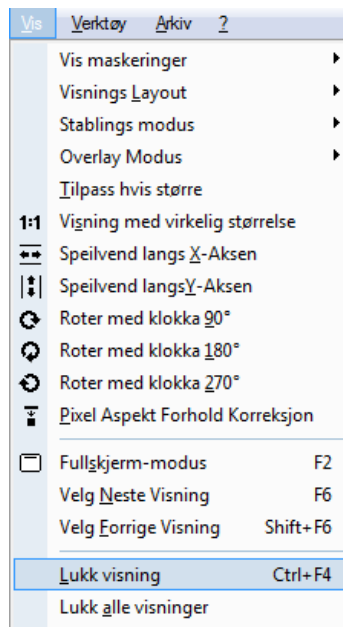 Vis Verktøy Arkiv ?
Vis maskeringer
Visnings Layout
Stablings modus
Overlay Modus
Tilpass hvis større
1:1 Visning med virkelig størrelse
Speilvend langs X-Aksen
Speilvend langsY-Aksen
Roter med klokka 90°
Roter med klokka 180°
Roter med klokka 270°
Pixel Aspekt Forhold Korreksjon
Fullskjerm-modus F2
Velg Neste Visning F6
Velg Forrige Visning Shift+F6
Lukk visning Ctrl+F4
Lukk alle visninger